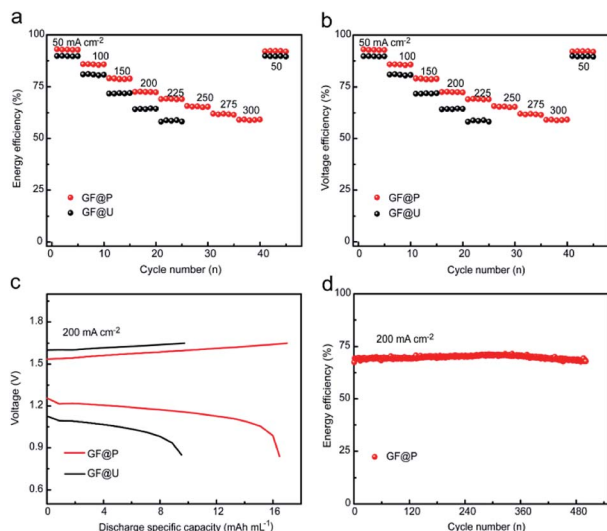 a
Energy efficiency (%)
100
75
50
25
0
50 mA cm-2
100
150
200
225
250
275
300
50
GF@P
GF@U
0 10 20 30 40
Cycle number (n)
b
Voltage efficiency (%)
100
75
50
25
0
50 mA cm-2
100
150
200
225
250
275
300
50
GF@P
GF@U
0 10 20 30 40
Cycle number (n)
c
Voltage (V)
1.8
1.5
1.2
0.9
0.6
200 mA cm-2
GF@P
GF@U
0 4 8 12 16
Discharge specific capacity (mAh mL-1)
d
Energy efficiency (%)
100
75
50
25
0
200 mA cm-2
GF@P
0 120 240 360 480
Cycle number (n)